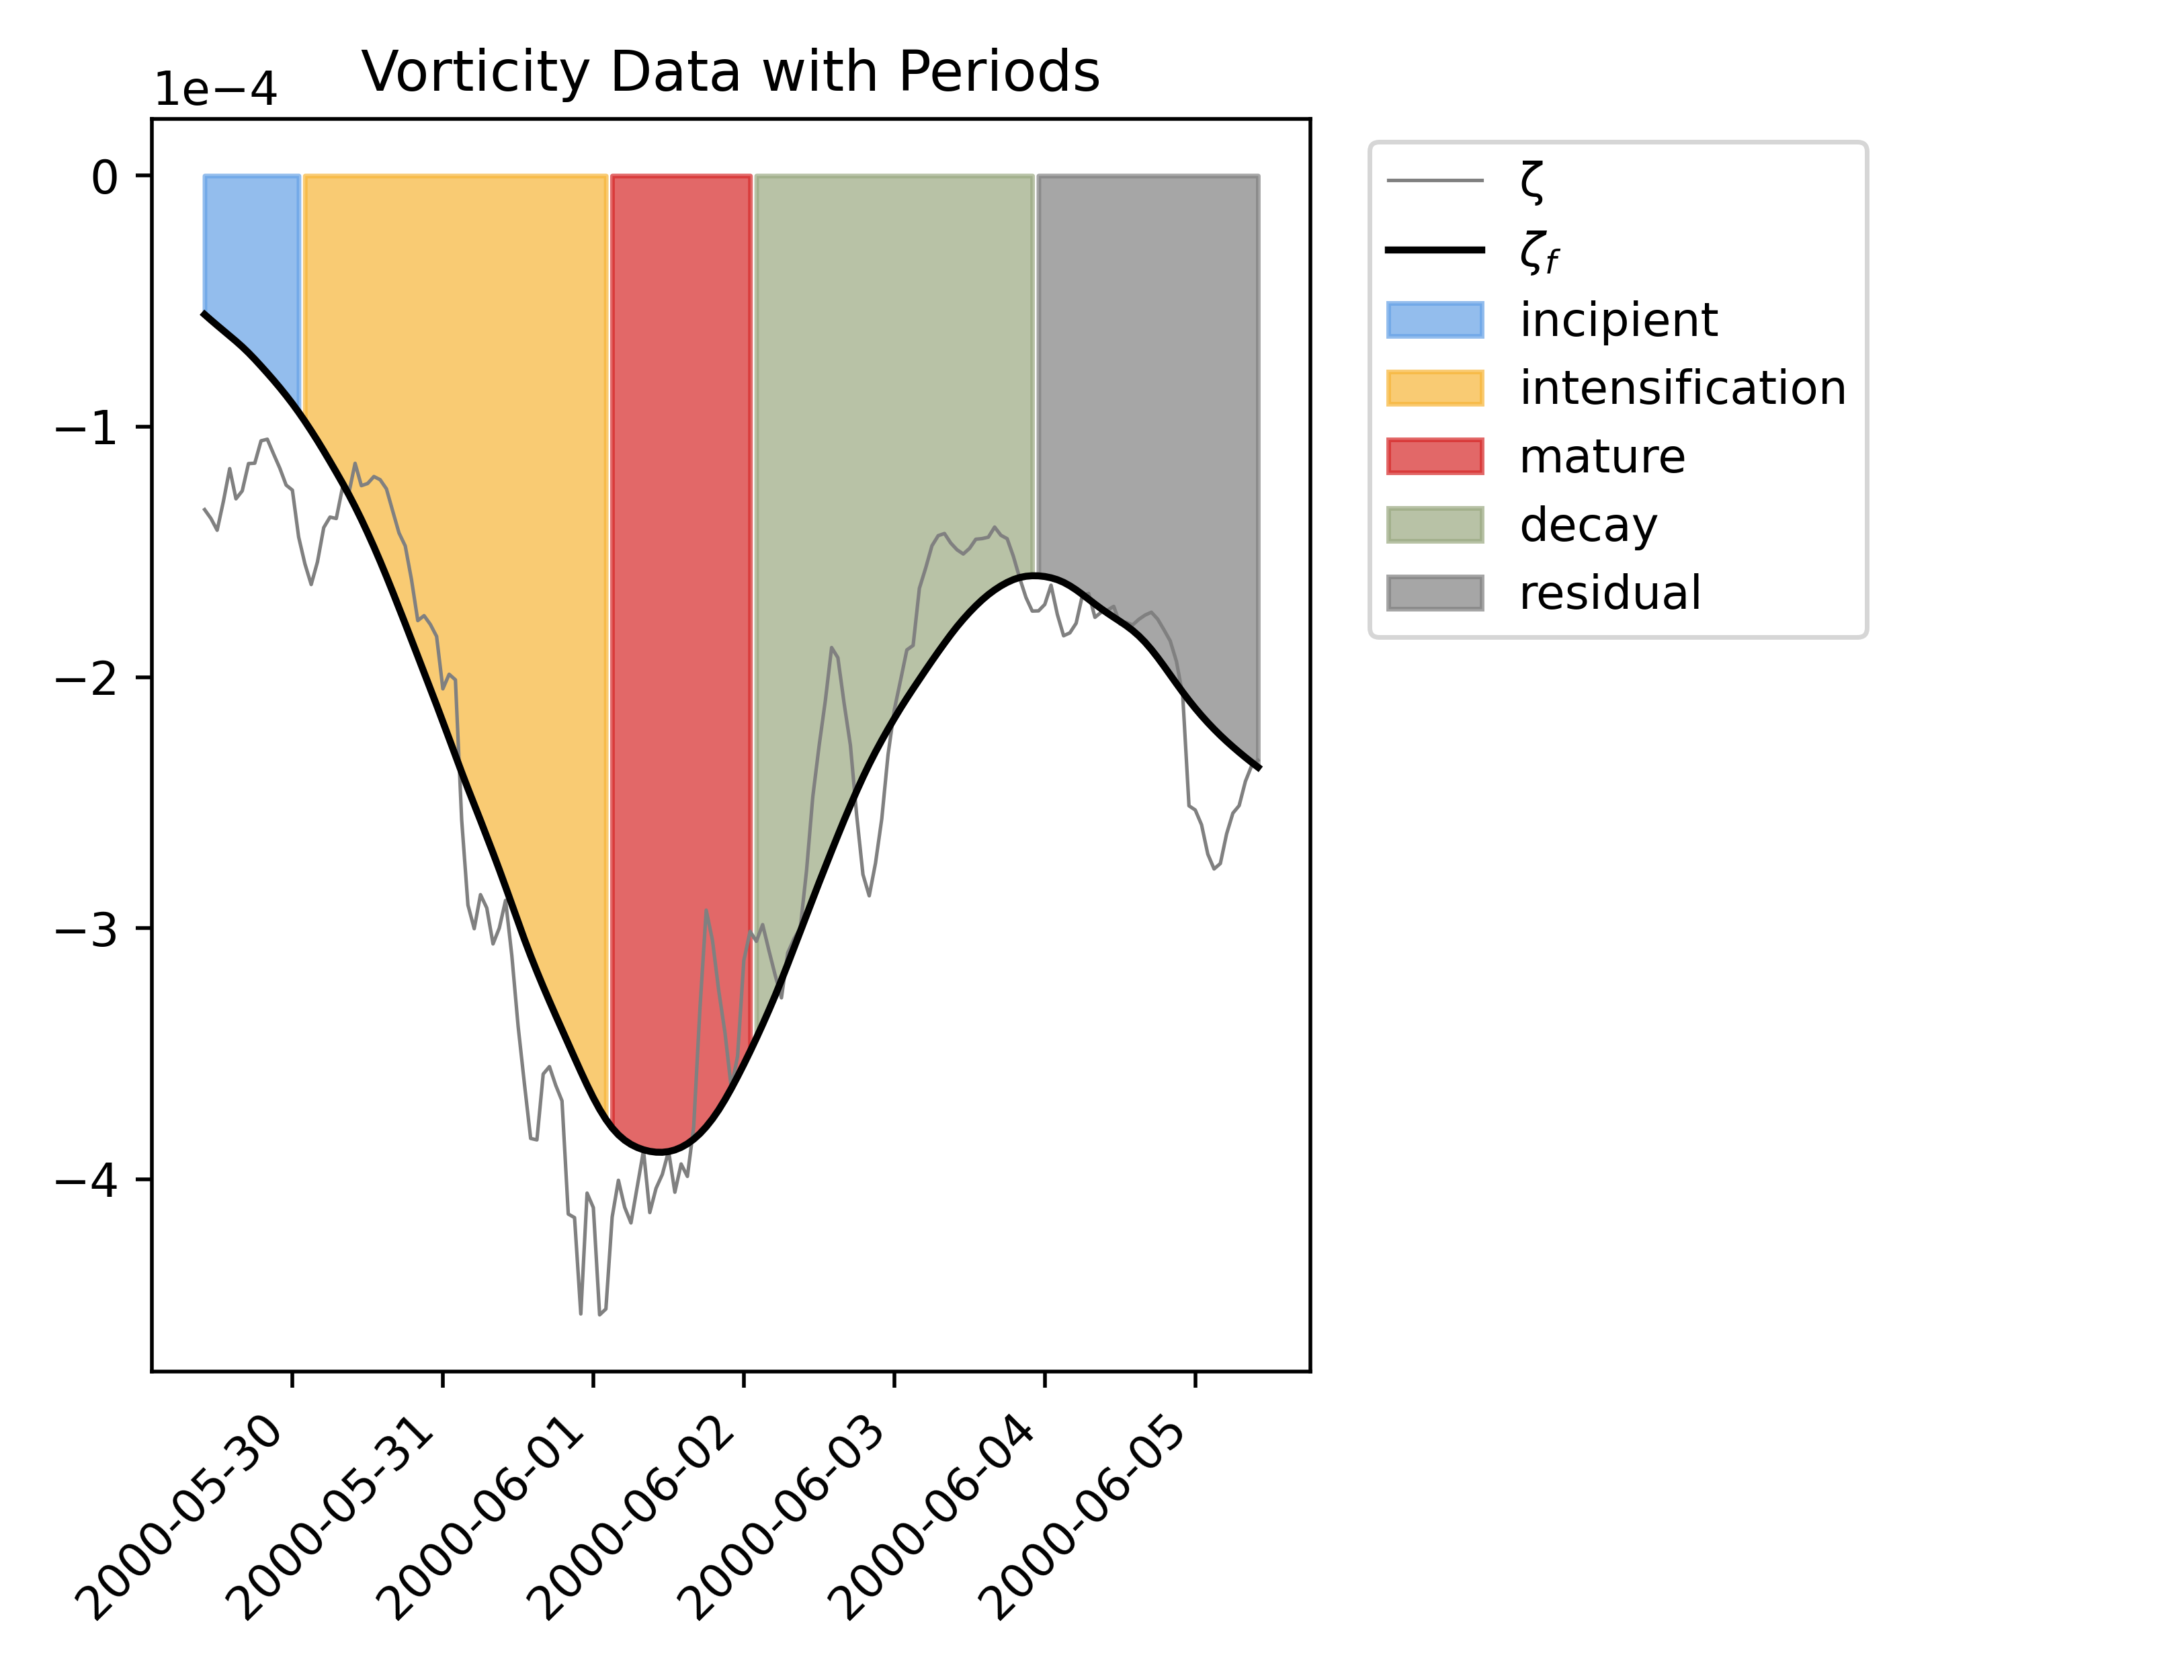 Vorticity Data with Periods
1e−4
0
−1
−2
−3
−4
2000-05-30
2000-05-31
2000-06-01
2000-06-02
2000-06-03
2000-06-04
2000-06-05
ζ
ζf
incipient
intensification
mature
decay
residual